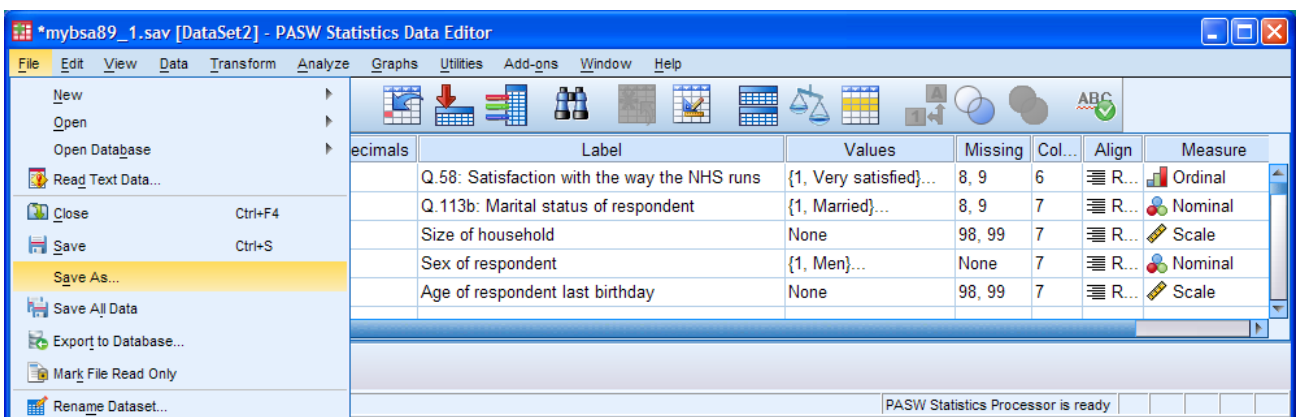 *mybsa89_1.sav [DataSet2] - PASW Statistics Data Editor
File Edit View Data Transform Analyze Graphs Utilities Add-ons Window Help
New
Open
Open Database
Read Text Data...
Close Ctrl+F4
Save Ctrl+S
Save As...
Save All Data
Export to Database...
Mark File Read Only
Rename Dataset...
A
1
ABC
ecimals Label Values Missing Col... Align Measure
Q.58: Satisfaction with the way the NHS runs {1, Very satisfied}... 8, 9 6 R... Ordinal
Q.113b: Marital status of respondent {1, Married}... 8, 9 7 R... Nominal
Size of household None 98, 99 7 R... Scale
Sex of respondent {1, Men}... None 7 R... Nominal
Age of respondent last birthday None 98, 99 7 R... Scale
PASW Statistics Processor is ready